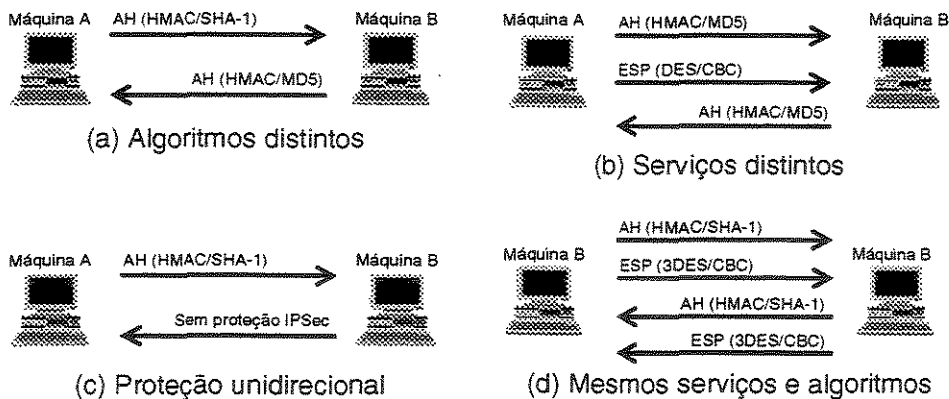 Máquina A
AH (HMAC/SHA-1)
Máquina B
AH (HMAC/MD5)
(a) Algoritmos distintos
Máquina A
AH (HMAC/MD5)
Máquina B
ESP (DES/CBC)
AH (HMAC/MD5)
(b) Serviços distintos
Máquina A
AH (HMAC/SHA-1)
Máquina B
Sem proteção IPSec
(c) Proteção unidirecional
AH (HMAC/SHA-1)
Máquina B
Máquina B
ESP (3DES/CBC)
AH (HMAC/SHA-1)
ESP (3DES/CBC)
(d) Mesmos serviços e algoritmos